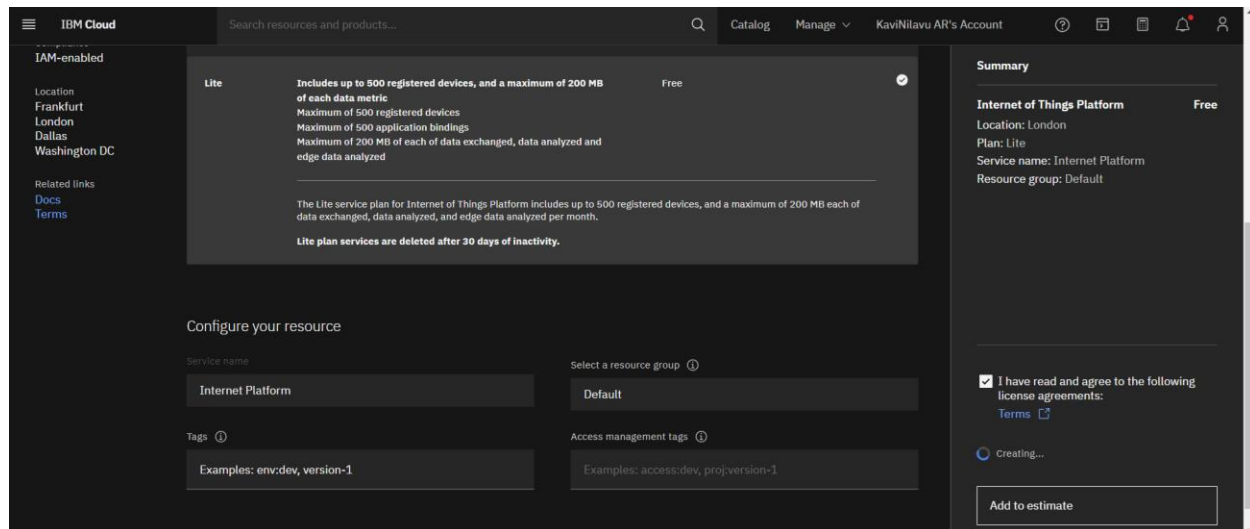 IBM Cloud
Search resources and products...
Catalog
Manage
KaviNilavu AR's Account
Compliance
IAM-enabled
Location
Frankfurt
London
Dallas
Washington DC
Related links
Docs
Terms
Lite
Includes up to 500 registered devices, and a maximum of 200 MB
of each data metric
Maximum of 500 registered devices
Maximum of 500 application bindings
Maximum of 200 MB of each of data exchanged, data analyzed and
edge data analyzed
Free
The Lite service plan for Internet of Things Platform includes up to 500 registered devices, and a maximum of 200 MB each of
data exchanged, data analyzed, and edge data analyzed per month.
Lite plan services are deleted after 30 days of inactivity.
Configure your resource
Service name
Internet Platform
Select a resource group
Default
Tags
Examples: env:dev, version-1
Access management tags
Examples: access:dev, proj:version-1
Summary
Internet of Things Platform Free
Location: London
Plan: Lite
Service name: Internet Platform
Resource group: Default
I have read and agree to the following
license agreements:
Terms
Creating...
Add to estimate